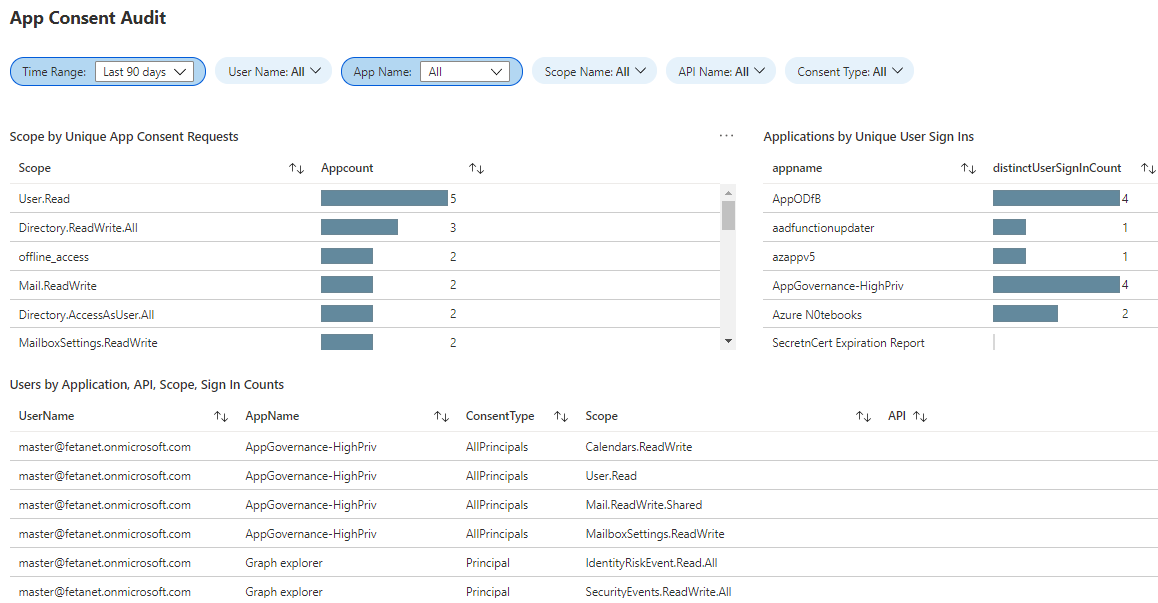 App Consent Audit
Time Range: Last 90 days User Name: All App Name: All Scope Name: All API Name: All Consent Type: All
Scope by Unique App Consent Requests ...
Scope Appcount
User.Read 5
Directory.ReadWrite.All 3
offline_access 2
Mail.ReadWrite 2
Directory.AccessAsUser.All 2
MailboxSettings.ReadWrite 2
Applications by Unique User Sign Ins
appname distinctUserSignInCount
AppODfB 4
aadfunctionupdater 1
azappv5 1
AppGovernance-HighPriv 4
Azure N0tebooks 2
SecretnCert Expiration Report
Users by Application, API, Scope, Sign In Counts
UserName AppName ConsentType Scope API
master@fetanet.onmicrosoft.com AppGovernance-HighPriv AllPrincipals Calendars.ReadWrite
master@fetanet.onmicrosoft.com AppGovernance-HighPriv AllPrincipals User.Read
master@fetanet.onmicrosoft.com AppGovernance-HighPriv AllPrincipals Mail.ReadWrite.Shared
master@fetanet.onmicrosoft.com AppGovernance-HighPriv AllPrincipals MailboxSettings.ReadWrite
master@fetanet.onmicrosoft.com Graph explorer Principal IdentityRiskEvent.Read.All
master@fetanet.onmicrosoft.com Graph explorer Principal SecurityEvents.ReadWrite.All